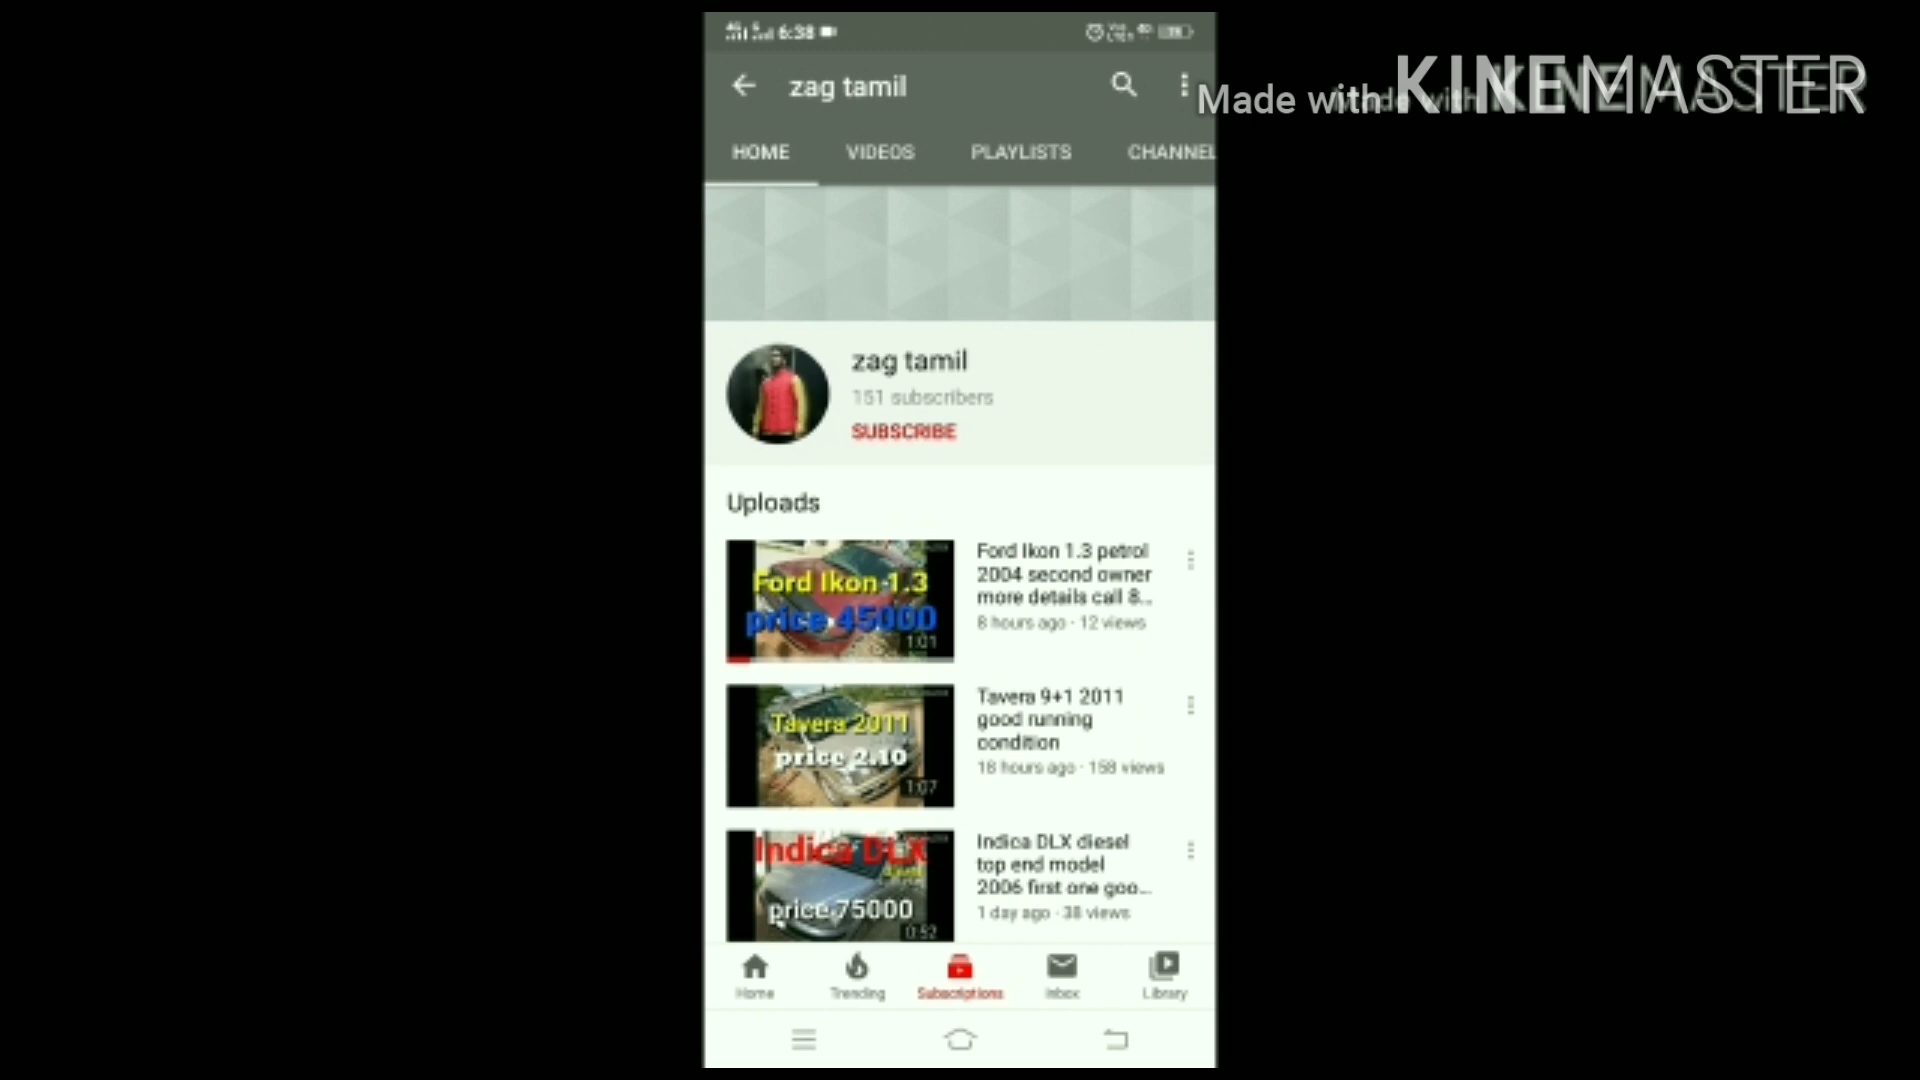 6:38
zag tamil
Made with KINEMASTER
HOME VIDEOS PLAYLISTS CHANNEL
zag tamil
151 subscribers
SUBSCRIBE
Uploads
Ford Ikon 1.3
price 45000
1:01
Ford Ikon 1.3 petrol
2004 second owner
more details call 8...
8 hours ago · 12 views
Tavera 2011
price 2.10
1:07
Tavera 9+1 2011
good running
condition
18 hours ago · 158 views
Indica DLX
price 75000
0:52
Indica DLX diesel
top end model
2006 first one goo...
1 day ago · 38 views
Home Trending Subscriptions Inbox Library